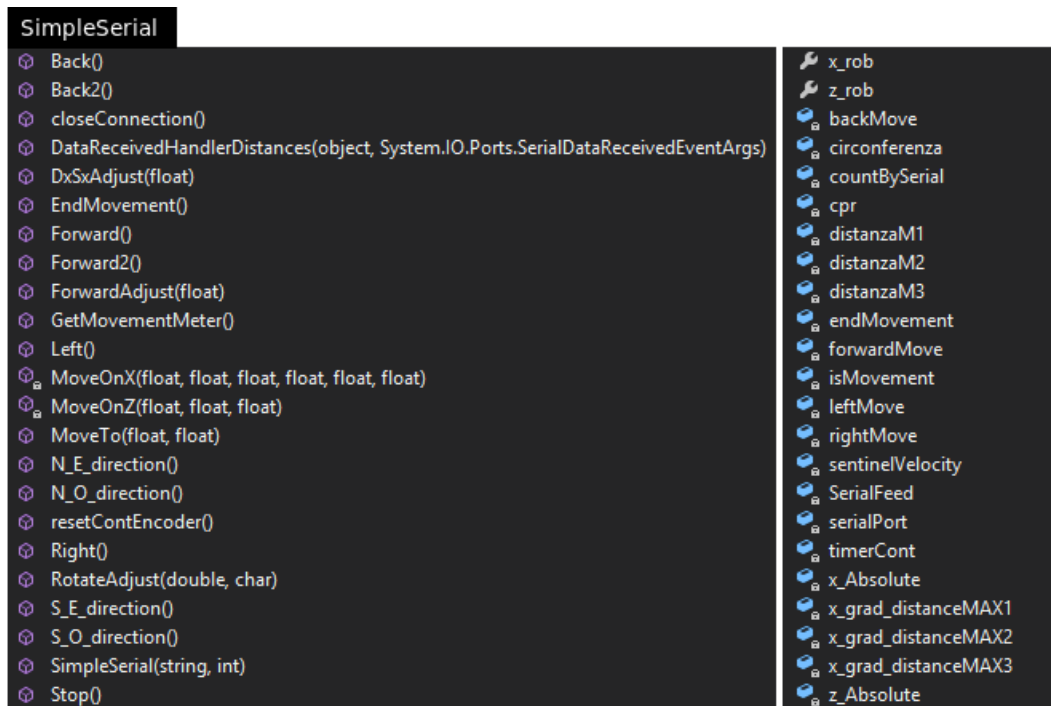 SimpleSerial
Back()
Back2()
closeConnection()
DataReceivedHandlerDistances(object, System.IO.Ports.SerialDataReceivedEventArgs)
DxSxAdjust(float)
EndMovement()
Forward()
Forward2()
ForwardAdjust(float)
GetMovementMeter()
Left()
MoveOnX(float, float, float, float, float, float)
MoveOnZ(float, float, float)
MoveTo(float, float)
N_E_direction()
N_O_direction()
resetContEncoder()
Right()
RotateAdjust(double, char)
S_E_direction()
S_O_direction()
SimpleSerial(string, int)
Stop()
x_rob
z_rob
backMove
circonferenza
countBySerial
cpr
distanzaM1
distanzaM2
distanzaM3
endMovement
forwardMove
isMovement
leftMove
rightMove
sentinelVelocity
SerialFeed
serialPort
timerCont
x_Absolute
x_grad_distanceMAX1
x_grad_distanceMAX2
x_grad_distanceMAX3
z_Absolute